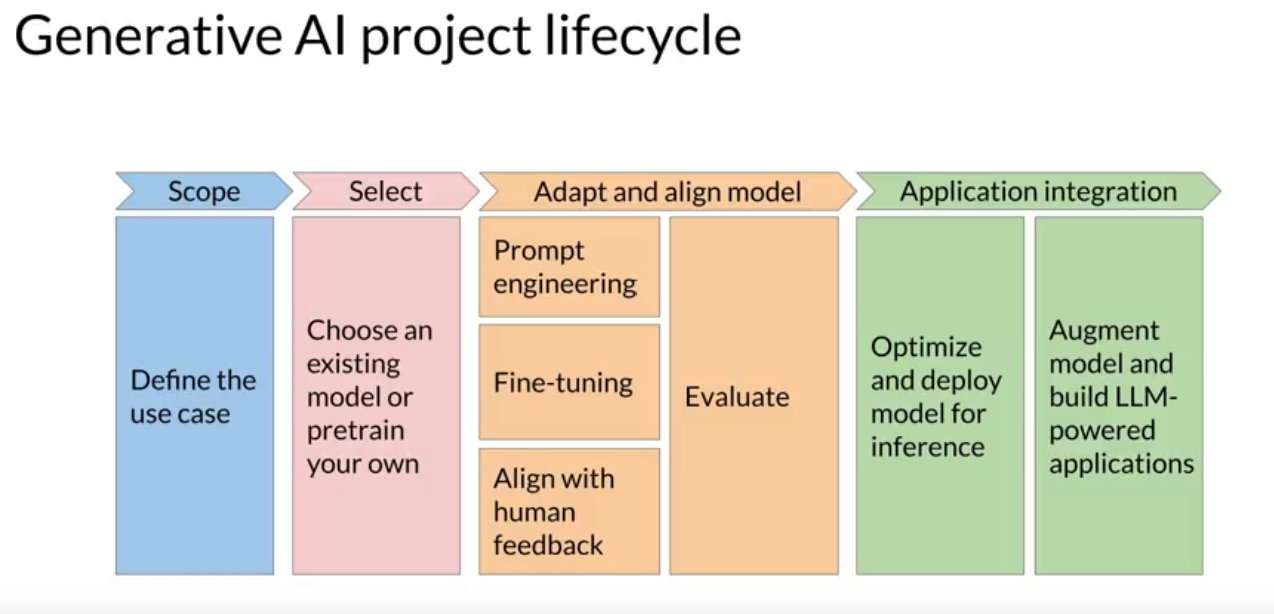 Generative AI project lifecycle
Scope
Select
Adapt and align model
Application integration
Define the
use case
Choose an
existing
model or
pretrain
your own
Prompt
engineering
Fine-tuning
Align with
human
feedback
Evaluate
Optimize
and deploy
model for
inference
Augment
model and
build LLM-
powered
applications